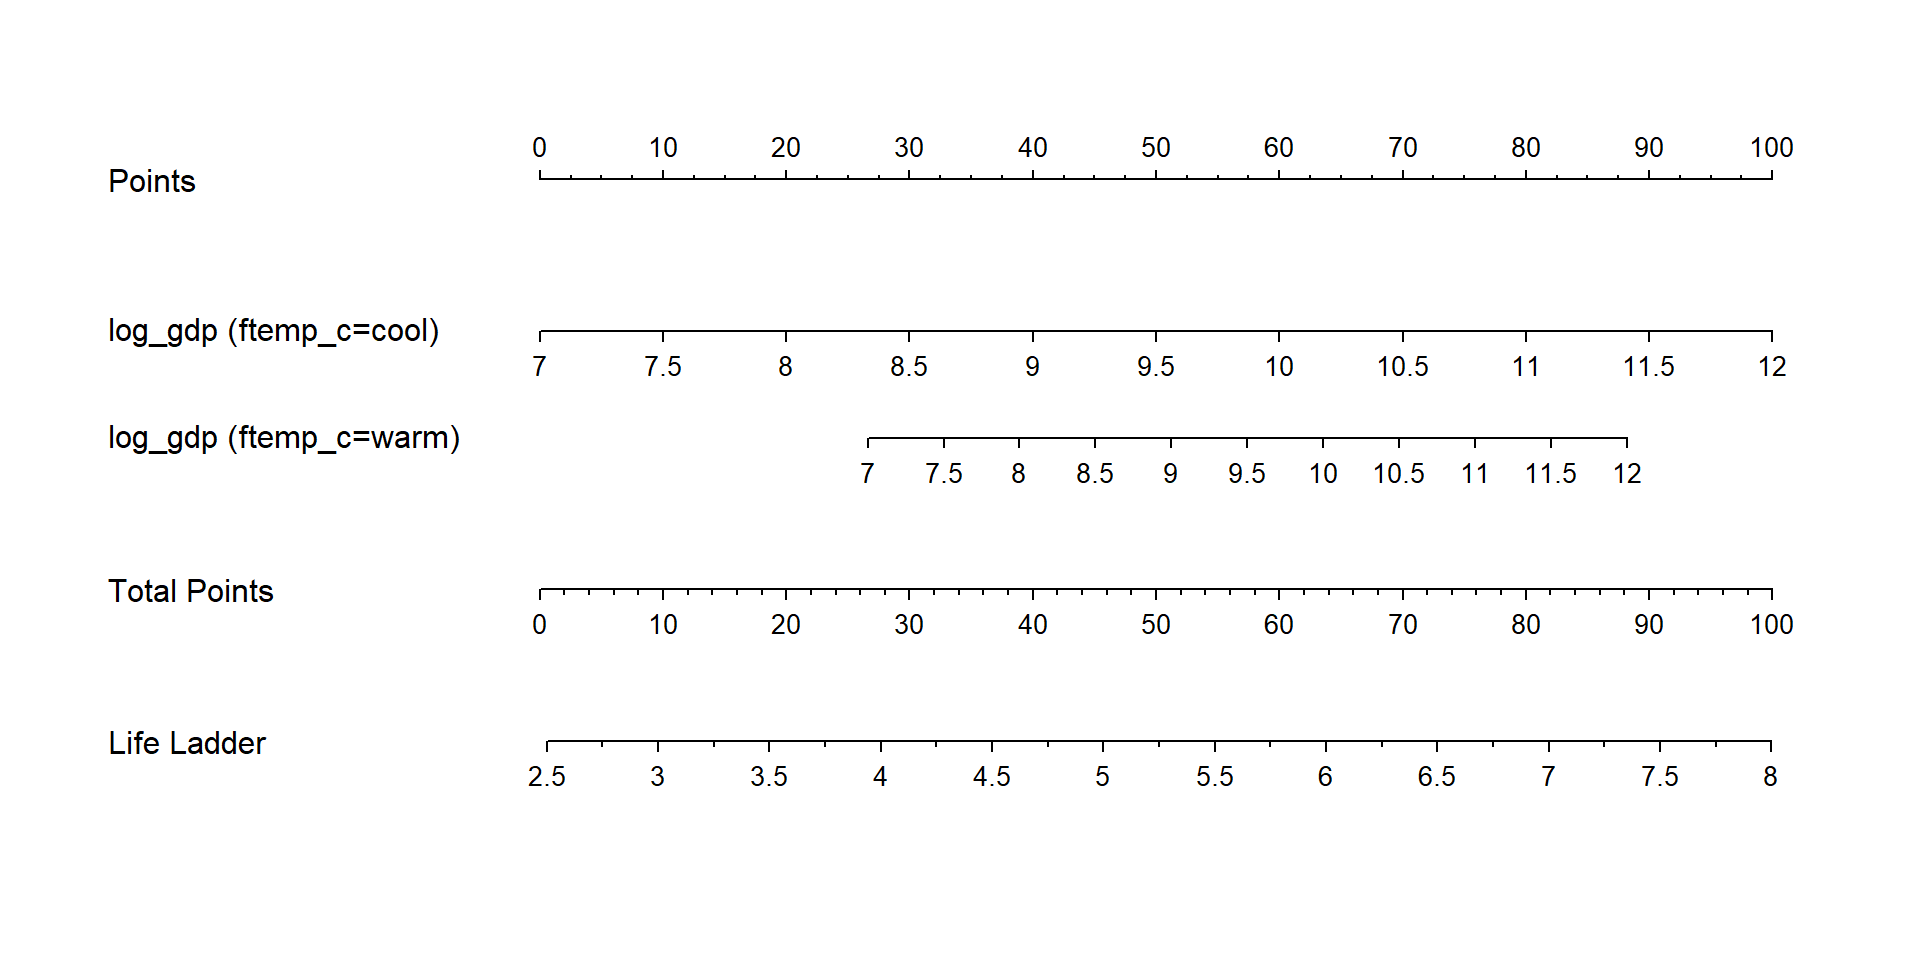 0 10 20 30 40 50 60 70 80 90 100
Points
log_gdp (ftemp_c=cool)
7 7.5 8 8.5 9 9.5 10 10.5 11 11.5 12
log_gdp (ftemp_c=warm)
7 7.5 8 8.5 9 9.5 10 10.5 11 11.5 12
Total Points
0 10 20 30 40 50 60 70 80 90 100
Life Ladder
2.5 3 3.5 4 4.5 5 5.5 6 6.5 7 7.5 8